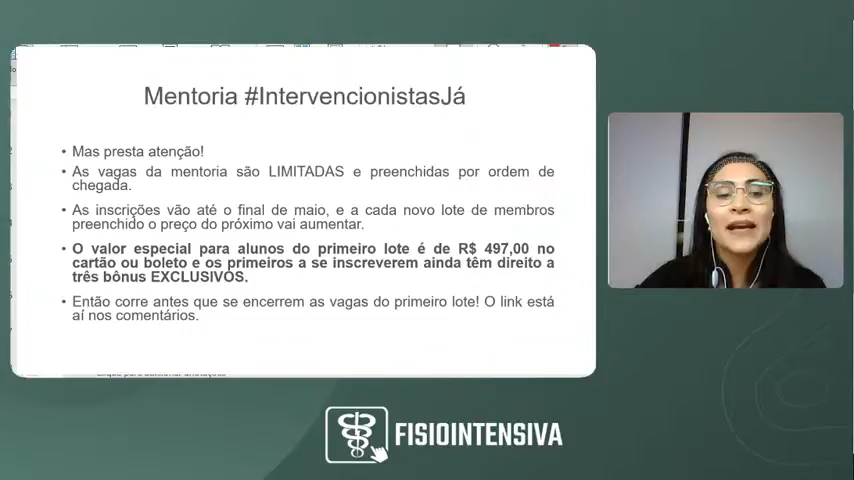 Mentoria #IntervencionistasJá
• Mas presta atenção!
• As vagas da mentoria são LIMITADAS e preenchidas por ordem de
chegada.
• As inscrições vão até o final de maio, e a cada novo lote de membros
preenchido o preço do próximo vai aumentar.
• O valor especial para alunos do primeiro lote é de R$ 497,00 no
cartão ou boleto e os primeiros a se inscreverem ainda têm direito a
três bônus EXCLUSIVOS.
• Então corre antes que se encerrem as vagas do primeiro lote! O link está
aí nos comentários.
FISIOINTENSIVA